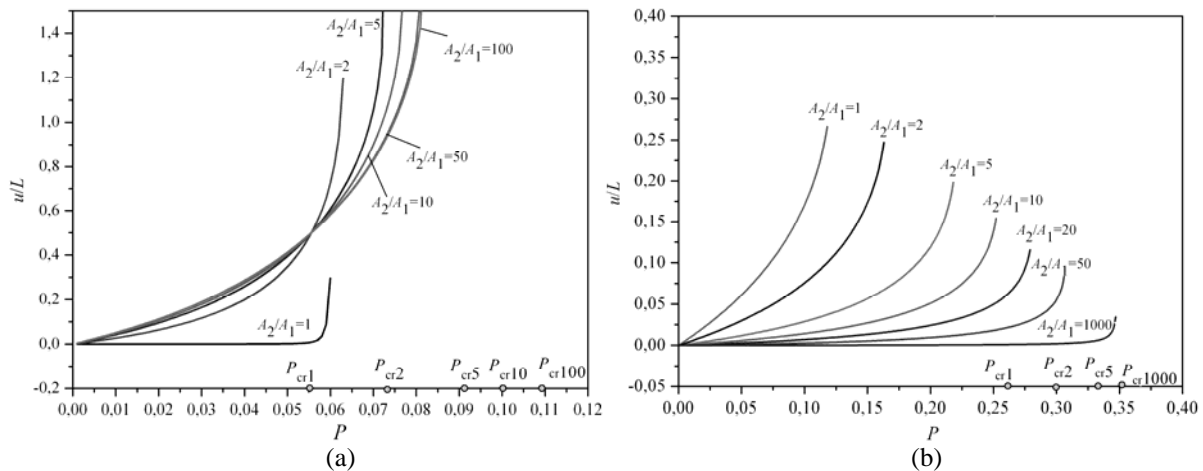 1,4
1,2
1,0
0,8
0,6
0,4
0,2
0,0
-0,2
u/L
A2/A1=5
A2/A1=2
A2/A1=100
A2/A1=50
A2/A1=10
A2/A1=1
Pcr1
Pcr2
Pcr5
Pcr10
Pcr100
0,00 0,01 0,02 0,03 0,04 0,05 0,06 0,07 0,08 0,09 0,10 0,11 0,12
P
(a)
0,40
0,35
0,30
0,25
0,20
0,15
0,10
0,05
0,00
-0,05
u/L
A2/A1=1
A2/A1=2
A2/A1=5
A2/A1=10
A2/A1=20
A2/A1=50
A2/A1=1000
Pcr1
Pcr2
Pcr5
Pcr1000
0,00 0,05 0,10 0,15 0,20 0,25 0,30 0,35 0,40
P
(b)